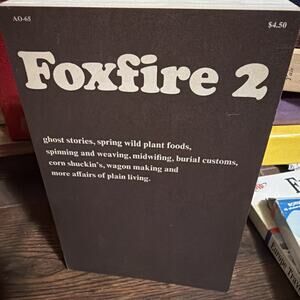 AO-68
$4.50
Foxfire 2
ghost stories, spring wild plant foods,
spinning and weaving, midwifing, burial customs,
corn shuckin's, wagon making and
more affairs of plain living.